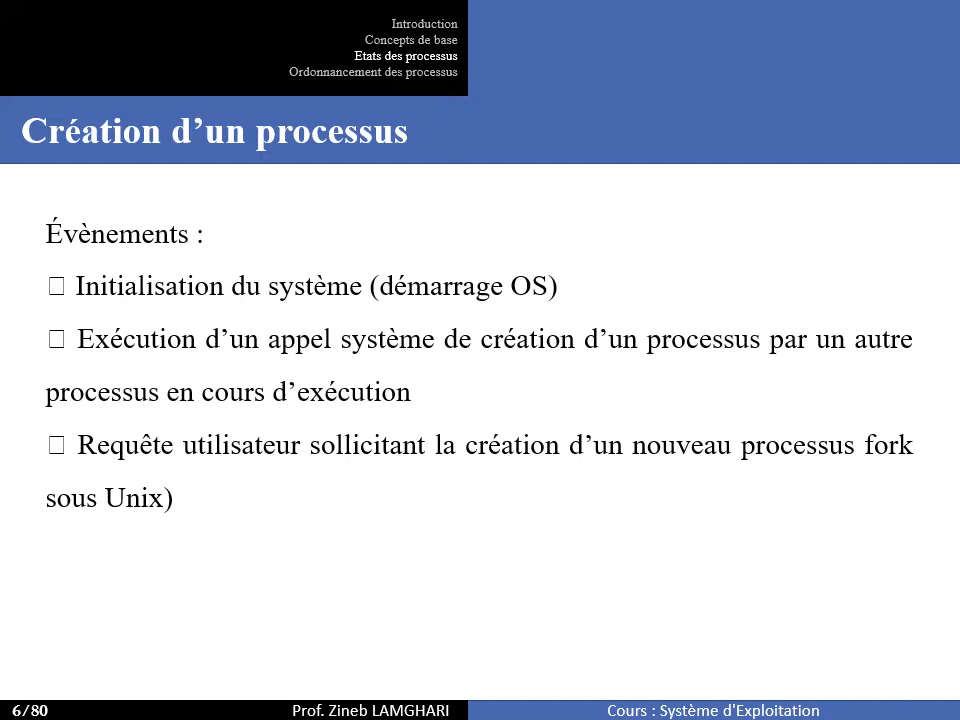 Introduction
Concepts de base
Etats des processus
Ordonnancement des processus
Création d’un processus
Évènements :
□ Initialisation du système (démarrage OS)
□ Exécution d’un appel système de création d’un processus par un autre
processus en cours d’exécution
□ Requête utilisateur sollicitant la création d’un nouveau processus fork
sous Unix)
6/80 Prof. Zineb LAMGHARI Cours : Système d'Exploitation